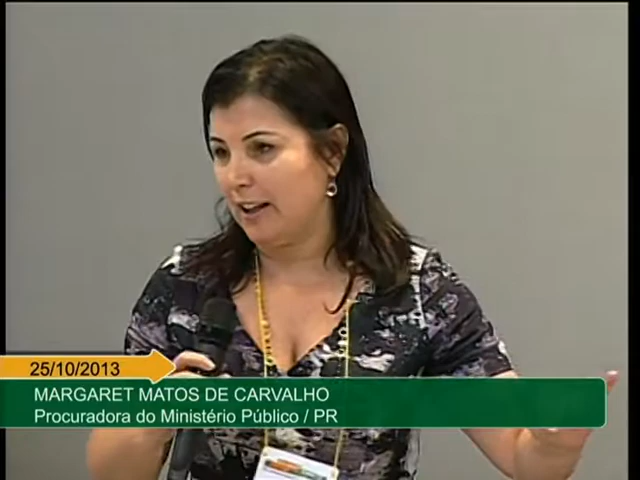 25/10/2013
MARGARET MATOS DE CARVALHO
Procuradora do Ministério Público / PR